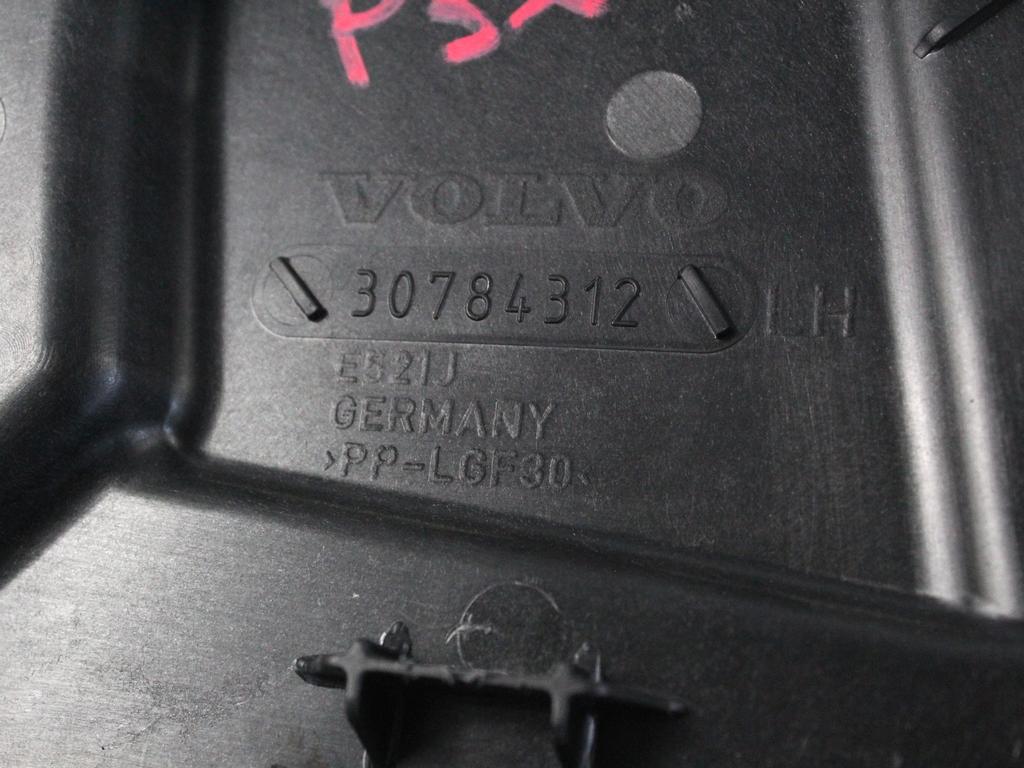 VOLVO
30784312 LH
E521J
GERMANY
>PP-LGF30<